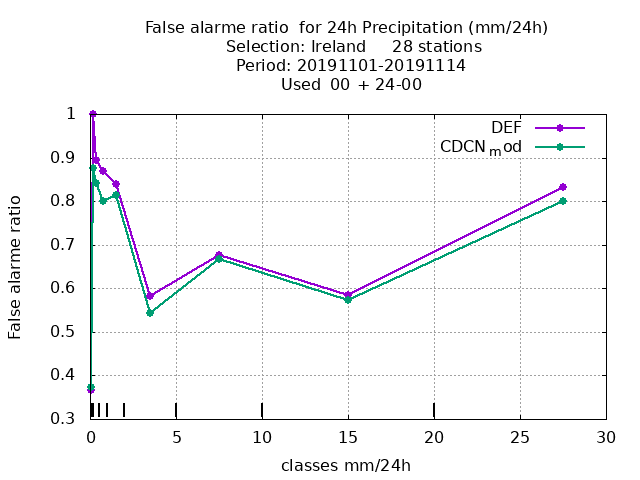 False alarme ratio  for 24h Precipitation (mm/24h)
Selection: Ireland     28 stations
Period: 20191101-20191114
Used  00 + 24-00
DEF
CDCNmod
1
0.9
0.8
0.7
0.6
0.5
0.4
0.3
False alarme ratio
0 5 10 15 20 25 30
classes mm/24h